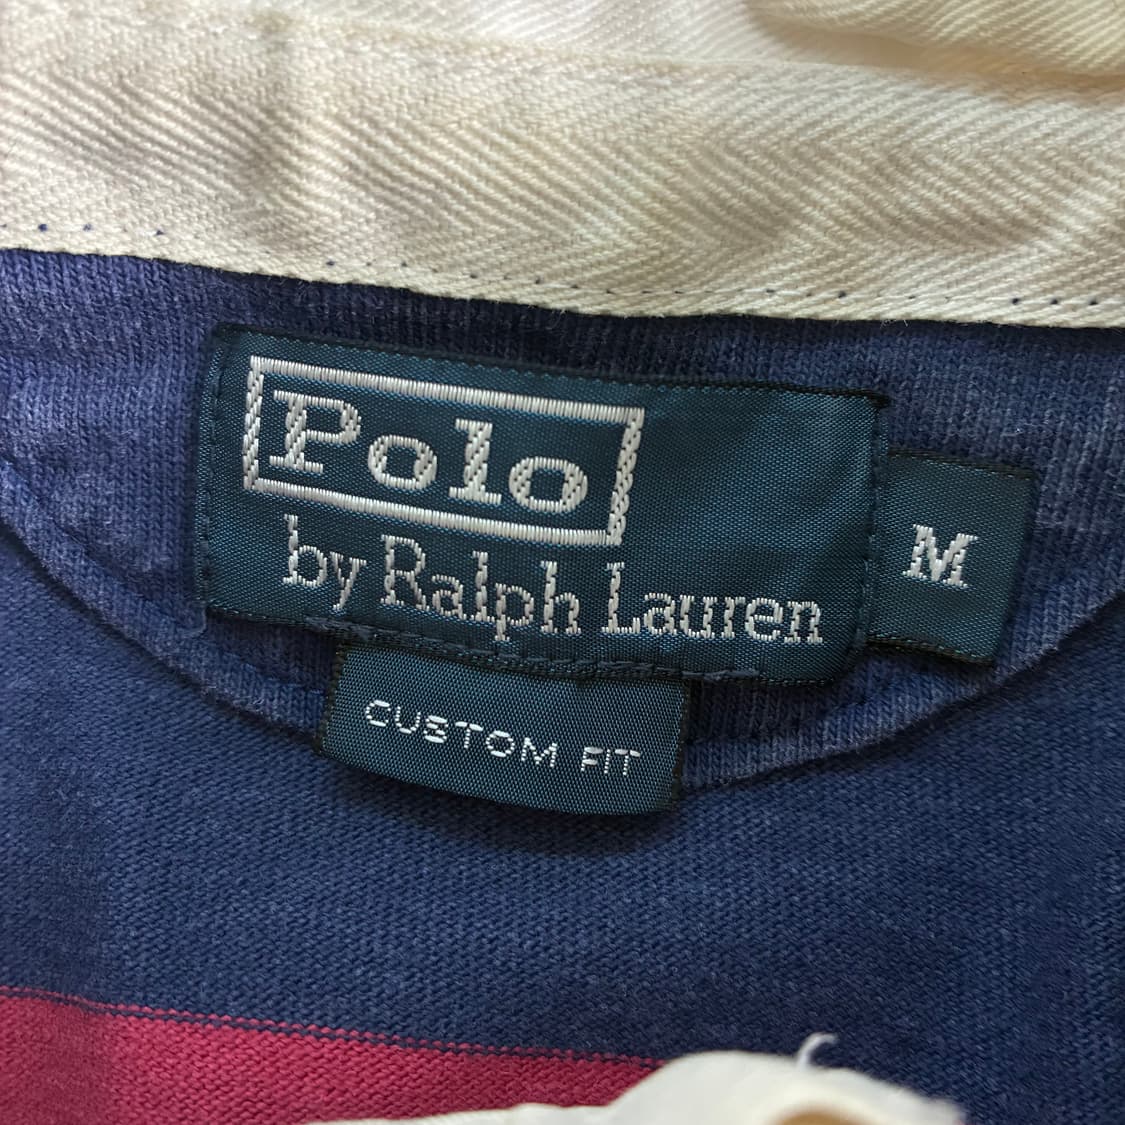 Polo
by Ralph Lauren
M
CUSTOM FIT